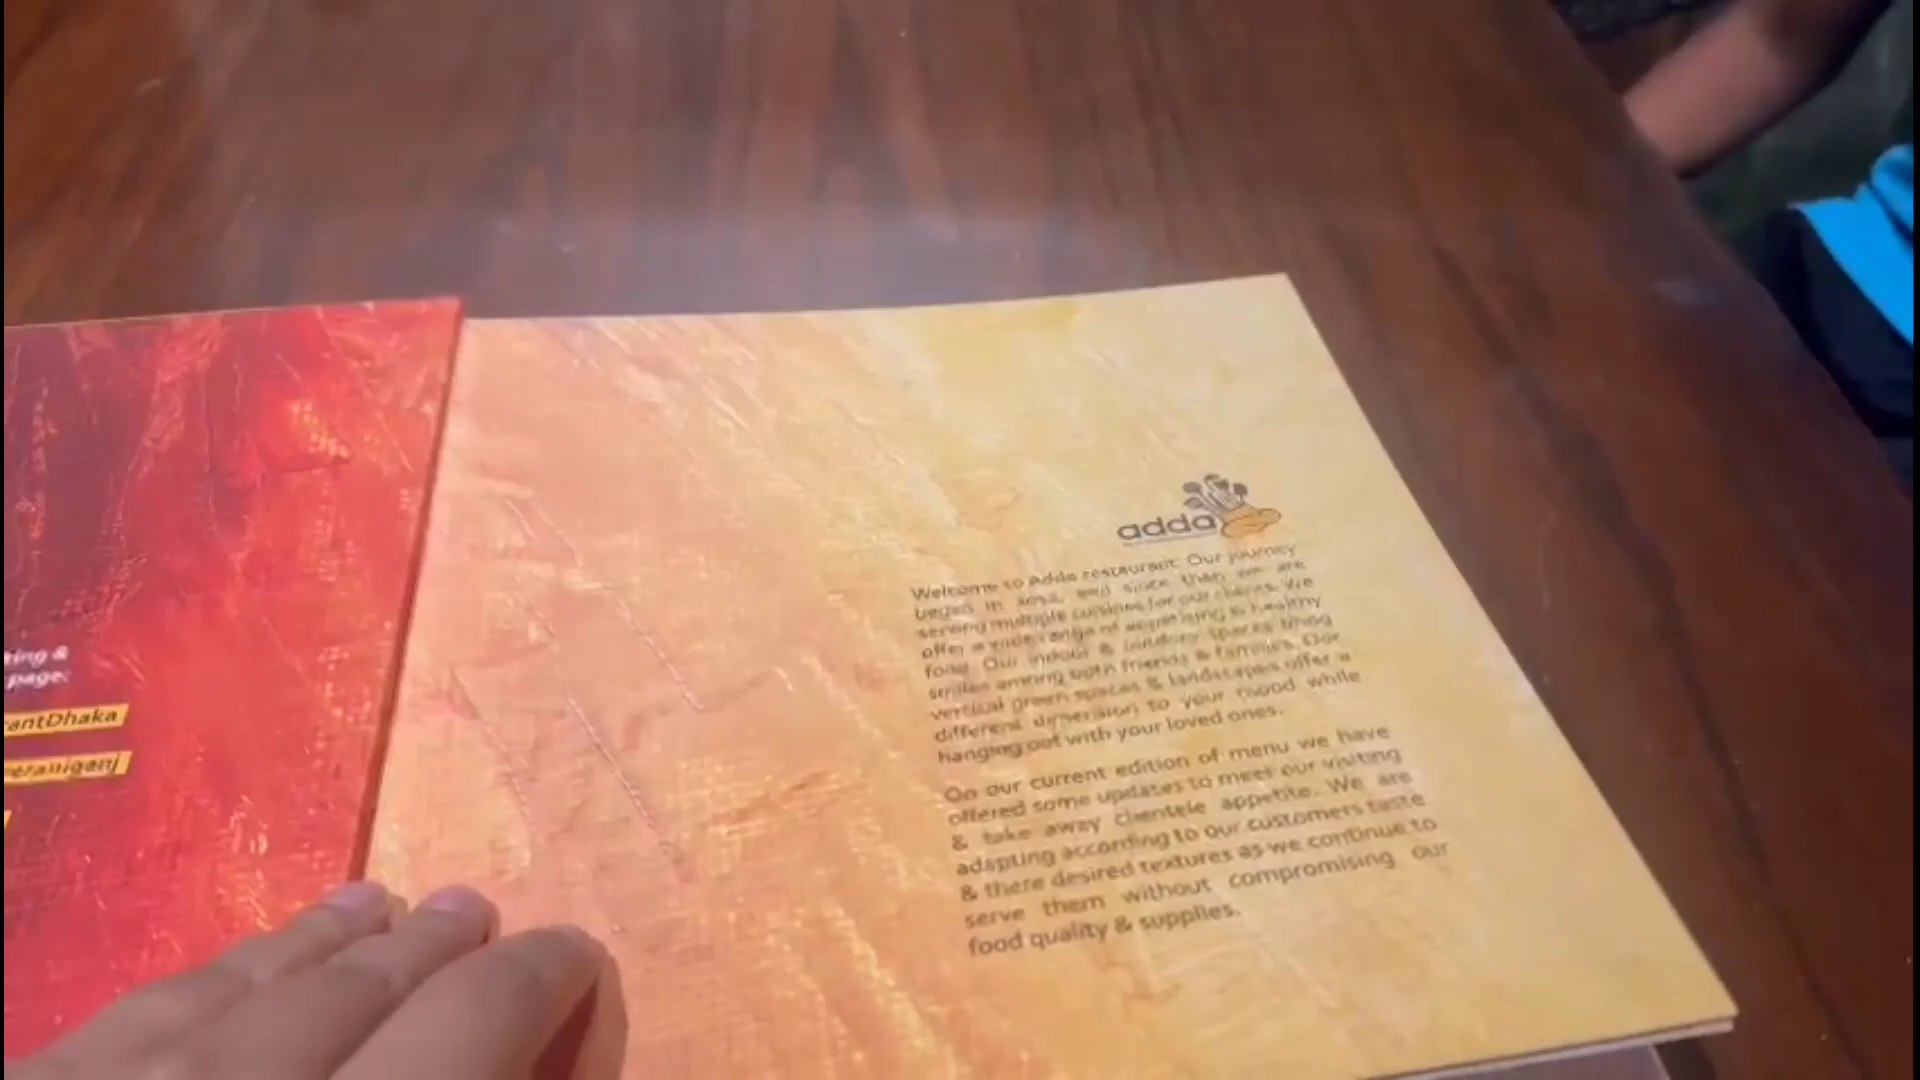 ting &
page:
rantDhaka
eraniganj
adda
Welcome to Adda restaurant. Our journey
began in and since then we are
serving multiple cuisines for our clients. We
offer a wide range of appetising & healthy
food. Our indoor & outdoor spaces bring
smiles among both friends & families. Our
vertical green spaces & landscapes offer a
different dimension to your mood while
hanging out with your loved ones.
On our current edition of menu we have
offered some updates to meet our visiting
& take away clientele appetite. We are
adapting according to our customers taste
& there desired textures as we continue to
serve them without compromising our
food quality & supplies.